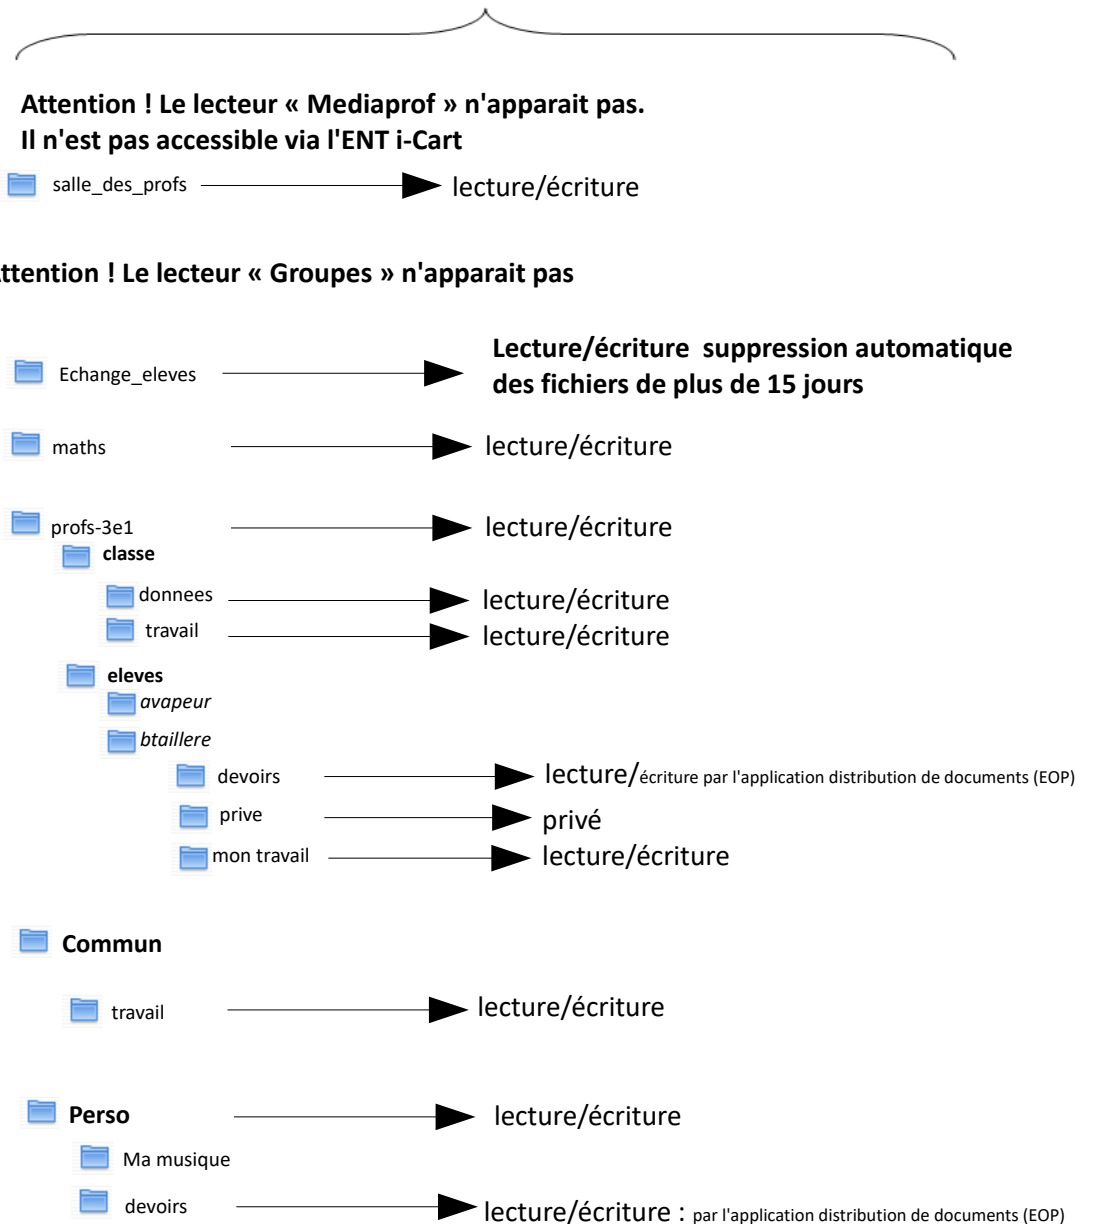 Attention ! Le lecteur « Mediaprof » n'apparait pas.
Il n'est pas accessible via l'ENT i-Cart
salle_des_profs lecture/écriture
ttention ! Le lecteur « Groupes » n'apparait pas
Lecture/écriture suppression automatique
Echange_eleves des fichiers de plus de 15 jours
maths lecture/écriture
profs-3e1 lecture/écriture
classe
donnees lecture/écriture
travail lecture/écriture
eleves
avapeur
btaillere
devoirs lecture/écriture par l'application distribution de documents (EOP)
prive privé
mon travail lecture/écriture
Commun
travail lecture/écriture
Perso lecture/écriture
Ma musique
devoirs lecture/écriture : par l'application distribution de documents (EOP)